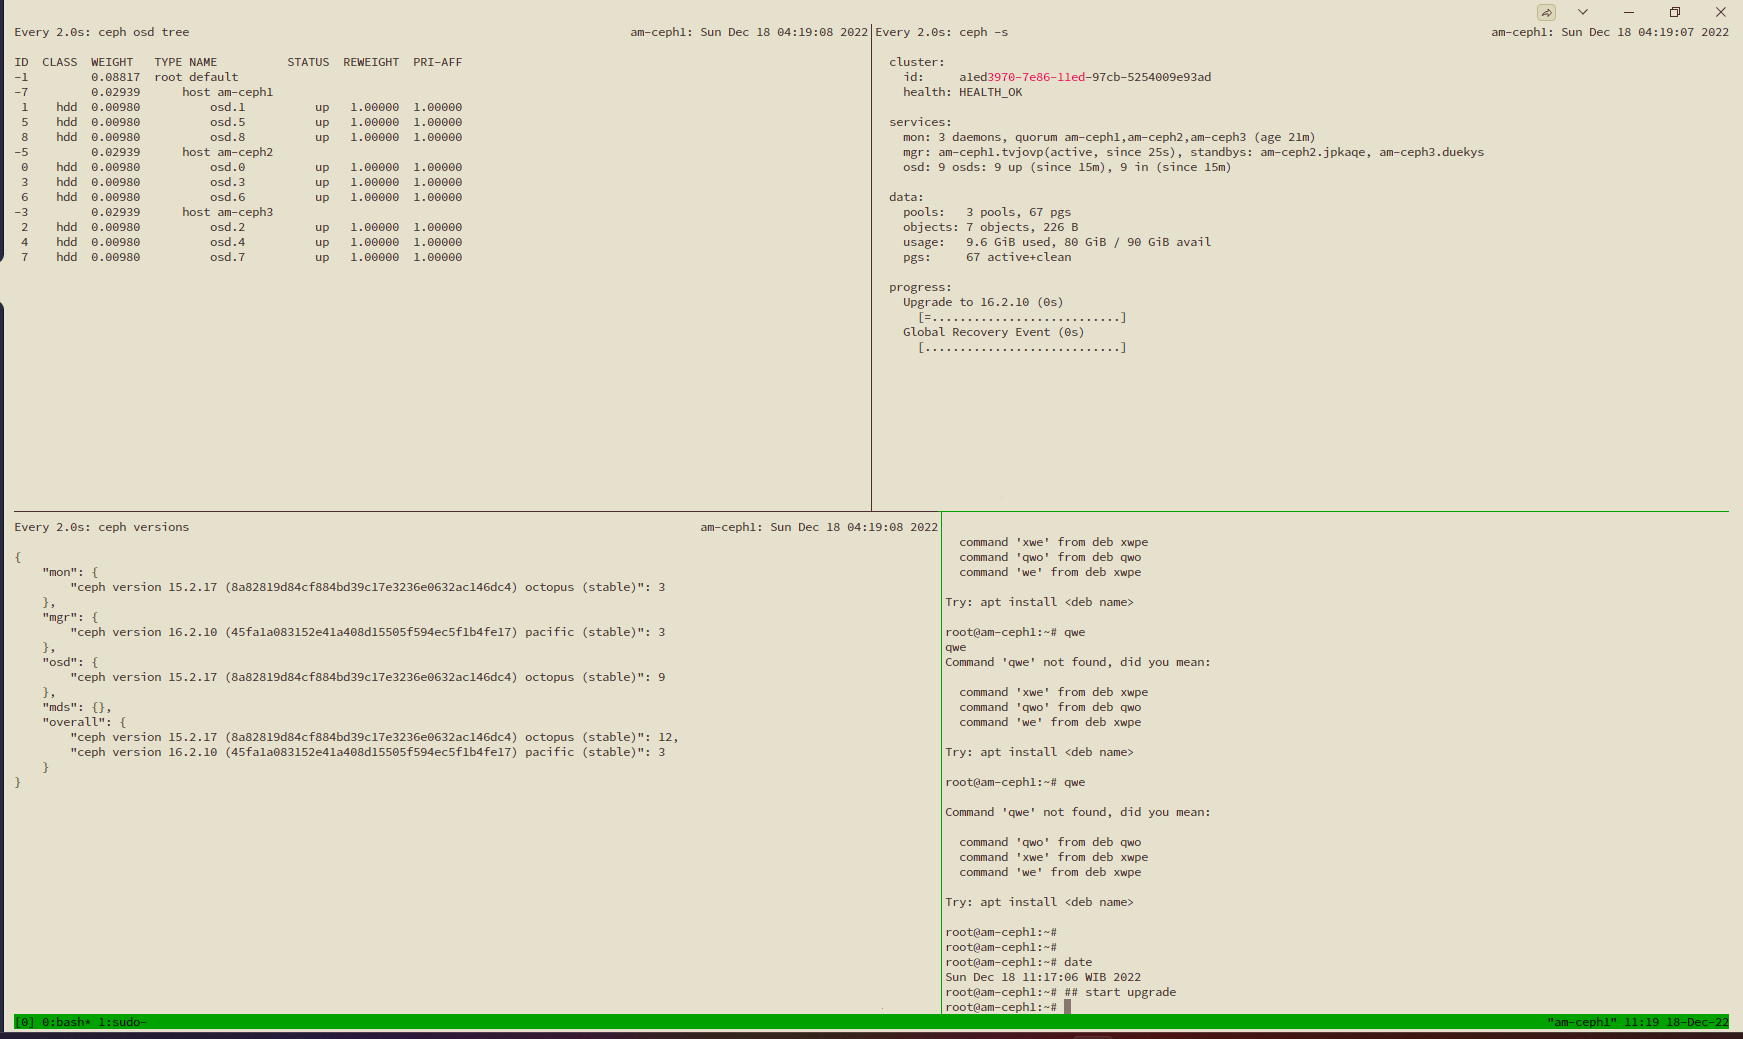 Every 2.0s: ceph osd tree am-ceph1: Sun Dec 18 04:19:08 2022
ID CLASS WEIGHT TYPE NAME STATUS REWEIGHT PRI-AFF
-1 0.08817 root default
-7 0.02939 host am-ceph1
1 hdd 0.00980 osd.1 up 1.00000 1.00000
5 hdd 0.00980 osd.5 up 1.00000 1.00000
8 hdd 0.00980 osd.8 up 1.00000 1.00000
-5 0.02939 host am-ceph2
0 hdd 0.00980 osd.0 up 1.00000 1.00000
3 hdd 0.00980 osd.3 up 1.00000 1.00000
6 hdd 0.00980 osd.6 up 1.00000 1.00000
-3 0.02939 host am-ceph3
2 hdd 0.00980 osd.2 up 1.00000 1.00000
4 hdd 0.00980 osd.4 up 1.00000 1.00000
7 hdd 0.00980 osd.7 up 1.00000 1.00000
Every 2.0s: ceph -s am-ceph1: Sun Dec 18 04:19:07 2022
cluster:
id: a1ed3970-7e86-11ed-97cb-5254009e93ad
health: HEALTH_OK
services:
mon: 3 daemons, quorum am-ceph1,am-ceph2,am-ceph3 (age 21m)
mgr: am-ceph1.tvjovp(active, since 25s), standbys: am-ceph2.jpkaqe, am-ceph3.duekys
osd: 9 osds: 9 up (since 15m), 9 in (since 15m)
data:
pools: 3 pools, 67 pgs
objects: 7 objects, 226 B
usage: 9.6 GiB used, 80 GiB / 90 GiB avail
pgs: 67 active+clean
progress:
Upgrade to 16.2.10 (0s)
[=...........................]
Global Recovery Event (0s)
[............................]
Every 2.0s: ceph versions am-ceph1: Sun Dec 18 04:19:08 2022
{
"mon": {
"ceph version 15.2.17 (8a82819d84cf884bd39c17e3236e0632ac146dc4) octopus (stable)": 3
},
"mgr": {
"ceph version 16.2.10 (45fa1a083152e41a408d15505f594ec5f1b4fe17) pacific (stable)": 3
},
"osd": {
"ceph version 15.2.17 (8a82819d84cf884bd39c17e3236e0632ac146dc4) octopus (stable)": 9
},
"mds": {},
"overall": {
"ceph version 15.2.17 (8a82819d84cf884bd39c17e3236e0632ac146dc4) octopus (stable)": 12,
"ceph version 16.2.10 (45fa1a083152e41a408d15505f594ec5f1b4fe17) pacific (stable)": 3
}
}
command 'xwe' from deb xwpe
command 'qwo' from deb qwo
command 'we' from deb xwpe
Try: apt install <deb name>
root@am-ceph1:~# qwe
qwe
Command 'qwe' not found, did you mean:
command 'xwe' from deb xwpe
command 'qwo' from deb qwo
command 'we' from deb xwpe
Try: apt install <deb name>
root@am-ceph1:~# qwe
Command 'qwe' not found, did you mean:
command 'qwo' from deb qwo
command 'xwe' from deb xwpe
command 'we' from deb xwpe
Try: apt install <deb name>
root@am-ceph1:~#
root@am-ceph1:~#
root@am-ceph1:~# date
Sun Dec 18 11:17:06 WIB 2022
root@am-ceph1:~# ## start upgrade
root@am-ceph1:~#
[0] 0:bash* 1:sudo- "am-ceph1" 11:19 18-Dec-22